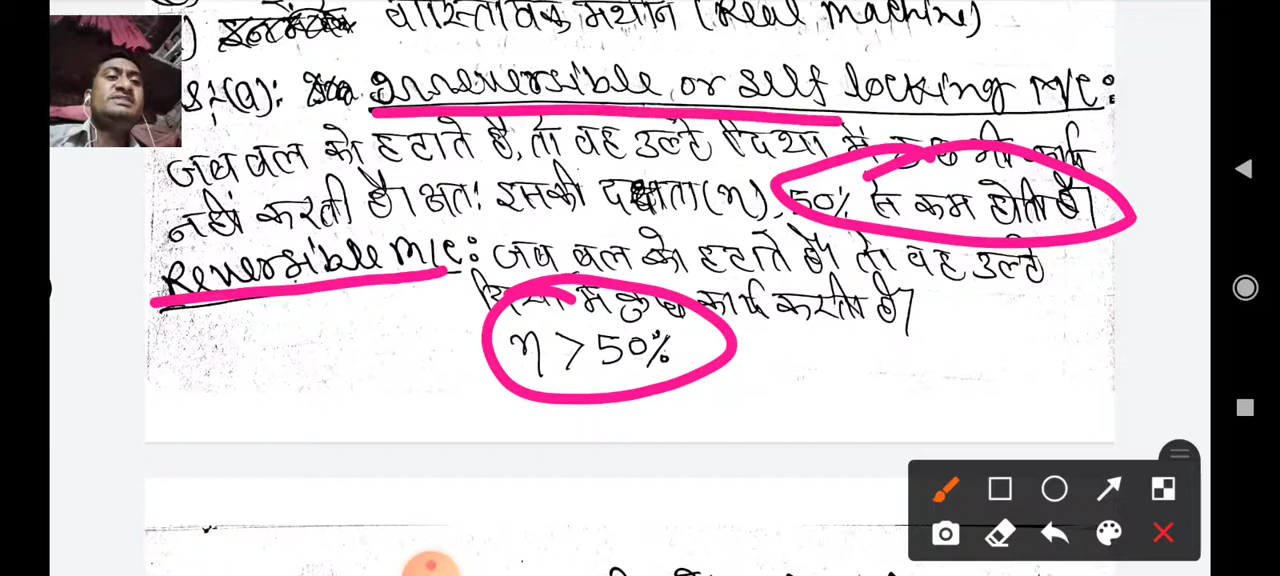 ) वास्तविक मशीन (Real machine)
s;(a): Irreversible or self locking M/C:
जब बल को हटाते है, तो वह उल्टे दिशा में कुछ भी कार्य
नहीं करती है। अतः इसकी दक्षता (η), 50% से कम होती है।
Reversible M/C: जब बल को हटाते है तो वह उल्टे
दिशा में कुछ कार्य करती है।
η > 50%